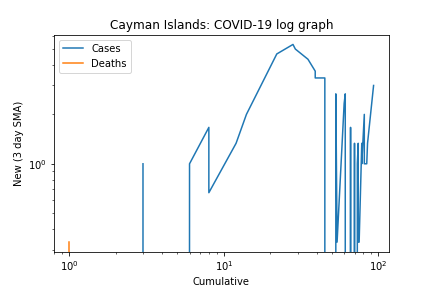 Cayman Islands: COVID-19 log graph
Cases
Deaths
New (3 day SMA)
10⁰
10⁰
10¹
10²
Cumulative